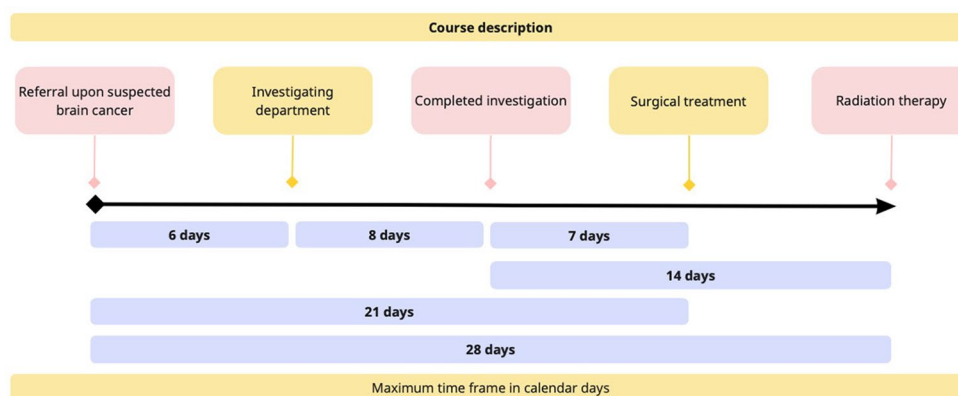 Course description
Referral upon suspected
brain cancer
Investigating
department
Completed investigation
Surgical treatment
Radiation therapy
6 days
8 days
7 days
14 days
21 days
28 days
Maximum time frame in calendar days